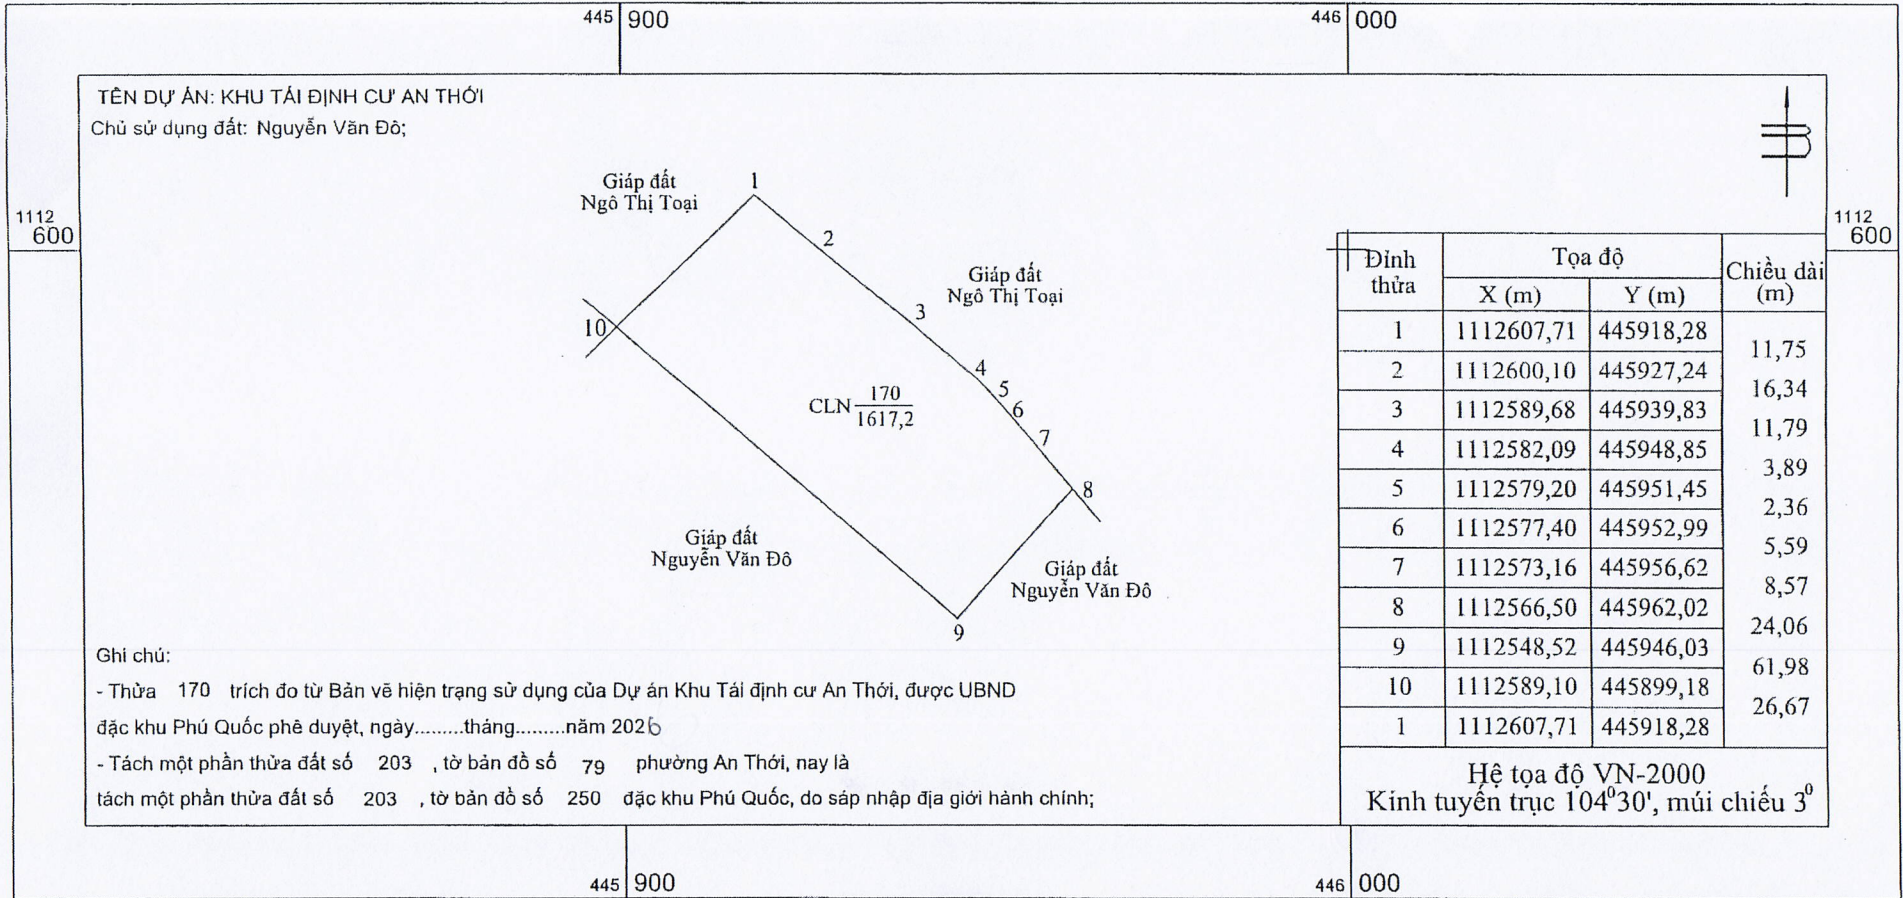 445 900
446 000
TÊN DỰ ÁN: KHU TÁI ĐỊNH CƯ AN THỚI
Chủ sử dụng đất: Nguyễn Văn Đô;
B
1112
600
1112
600
Giáp đất
Ngô Thị Toại
1
2
Giáp đất
Ngô Thị Toại
3
10
4
5
6
7
8
CLN 170
1617,2
Giáp đất
Nguyễn Văn Đô
Giáp đất
Nguyễn Văn Đô
9
Đỉnh thửa Tọa độ Chiều dài (m)
X (m) Y (m)
1 1112607,71 445918,28
11,75
2 1112600,10 445927,24
16,34
3 1112589,68 445939,83
11,79
4 1112582,09 445948,85
3,89
5 1112579,20 445951,45
2,36
6 1112577,40 445952,99
5,59
7 1112573,16 445956,62
8,57
8 1112566,50 445962,02
24,06
9 1112548,52 445946,03
61,98
10 1112589,10 445899,18
26,67
1 1112607,71 445918,28
Hệ tọa độ VN-2000
Kinh tuyến trục 104⁰30', múi chiếu 3⁰
Ghi chú:
- Thửa 170 trích đo từ Bản vẽ hiện trạng sử dụng của Dự án Khu Tái định cư An Thới, được UBND
đặc khu Phú Quốc phê duyệt, ngày.........tháng.........năm 2026
- Tách một phần thửa đất số 203 , tờ bản đồ số 79 phường An Thới, nay là
tách một phần thửa đất số 203 , tờ bản đồ số 250 đặc khu Phú Quốc, do sáp nhập địa giới hành chính;
445 900
446 000